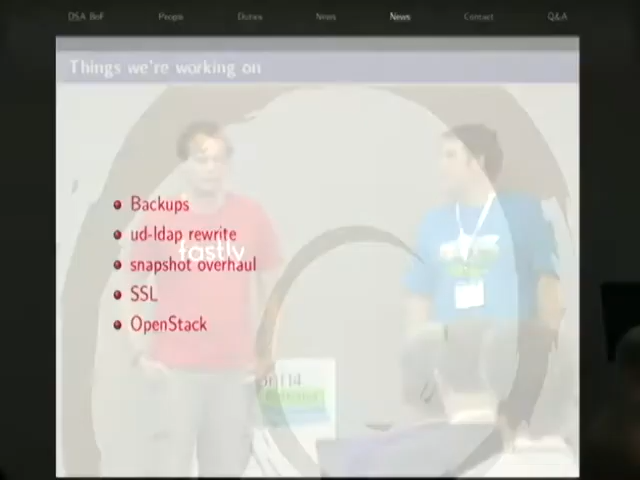 DSA BoF People Duties News News Contact Q&A
Things we're working on
Backups
ud-ldap rewrite
fastly
snapshot overhaul
SSL
OpenStack